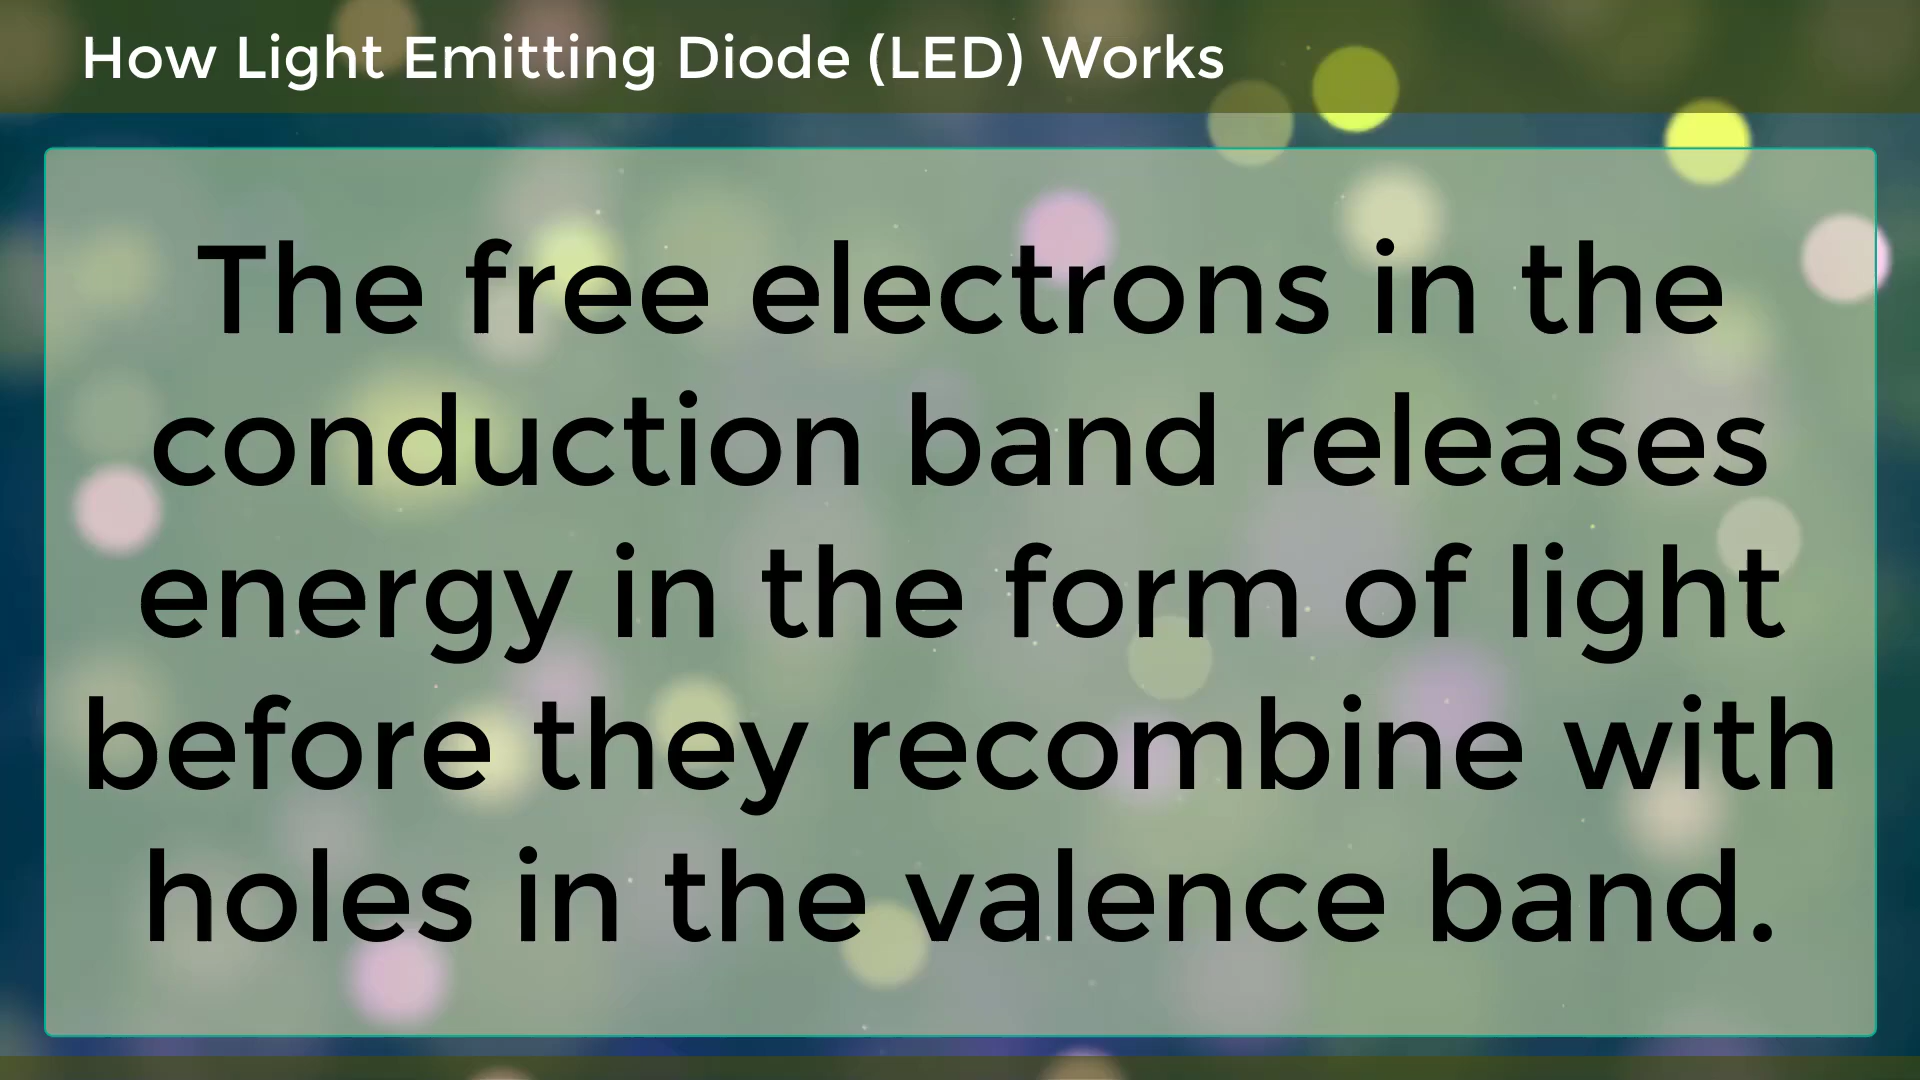 How Light Emitting Diode (LED) Works
The free electrons in the
conduction band releases
energy in the form of light
before they recombine with
holes in the valence band.